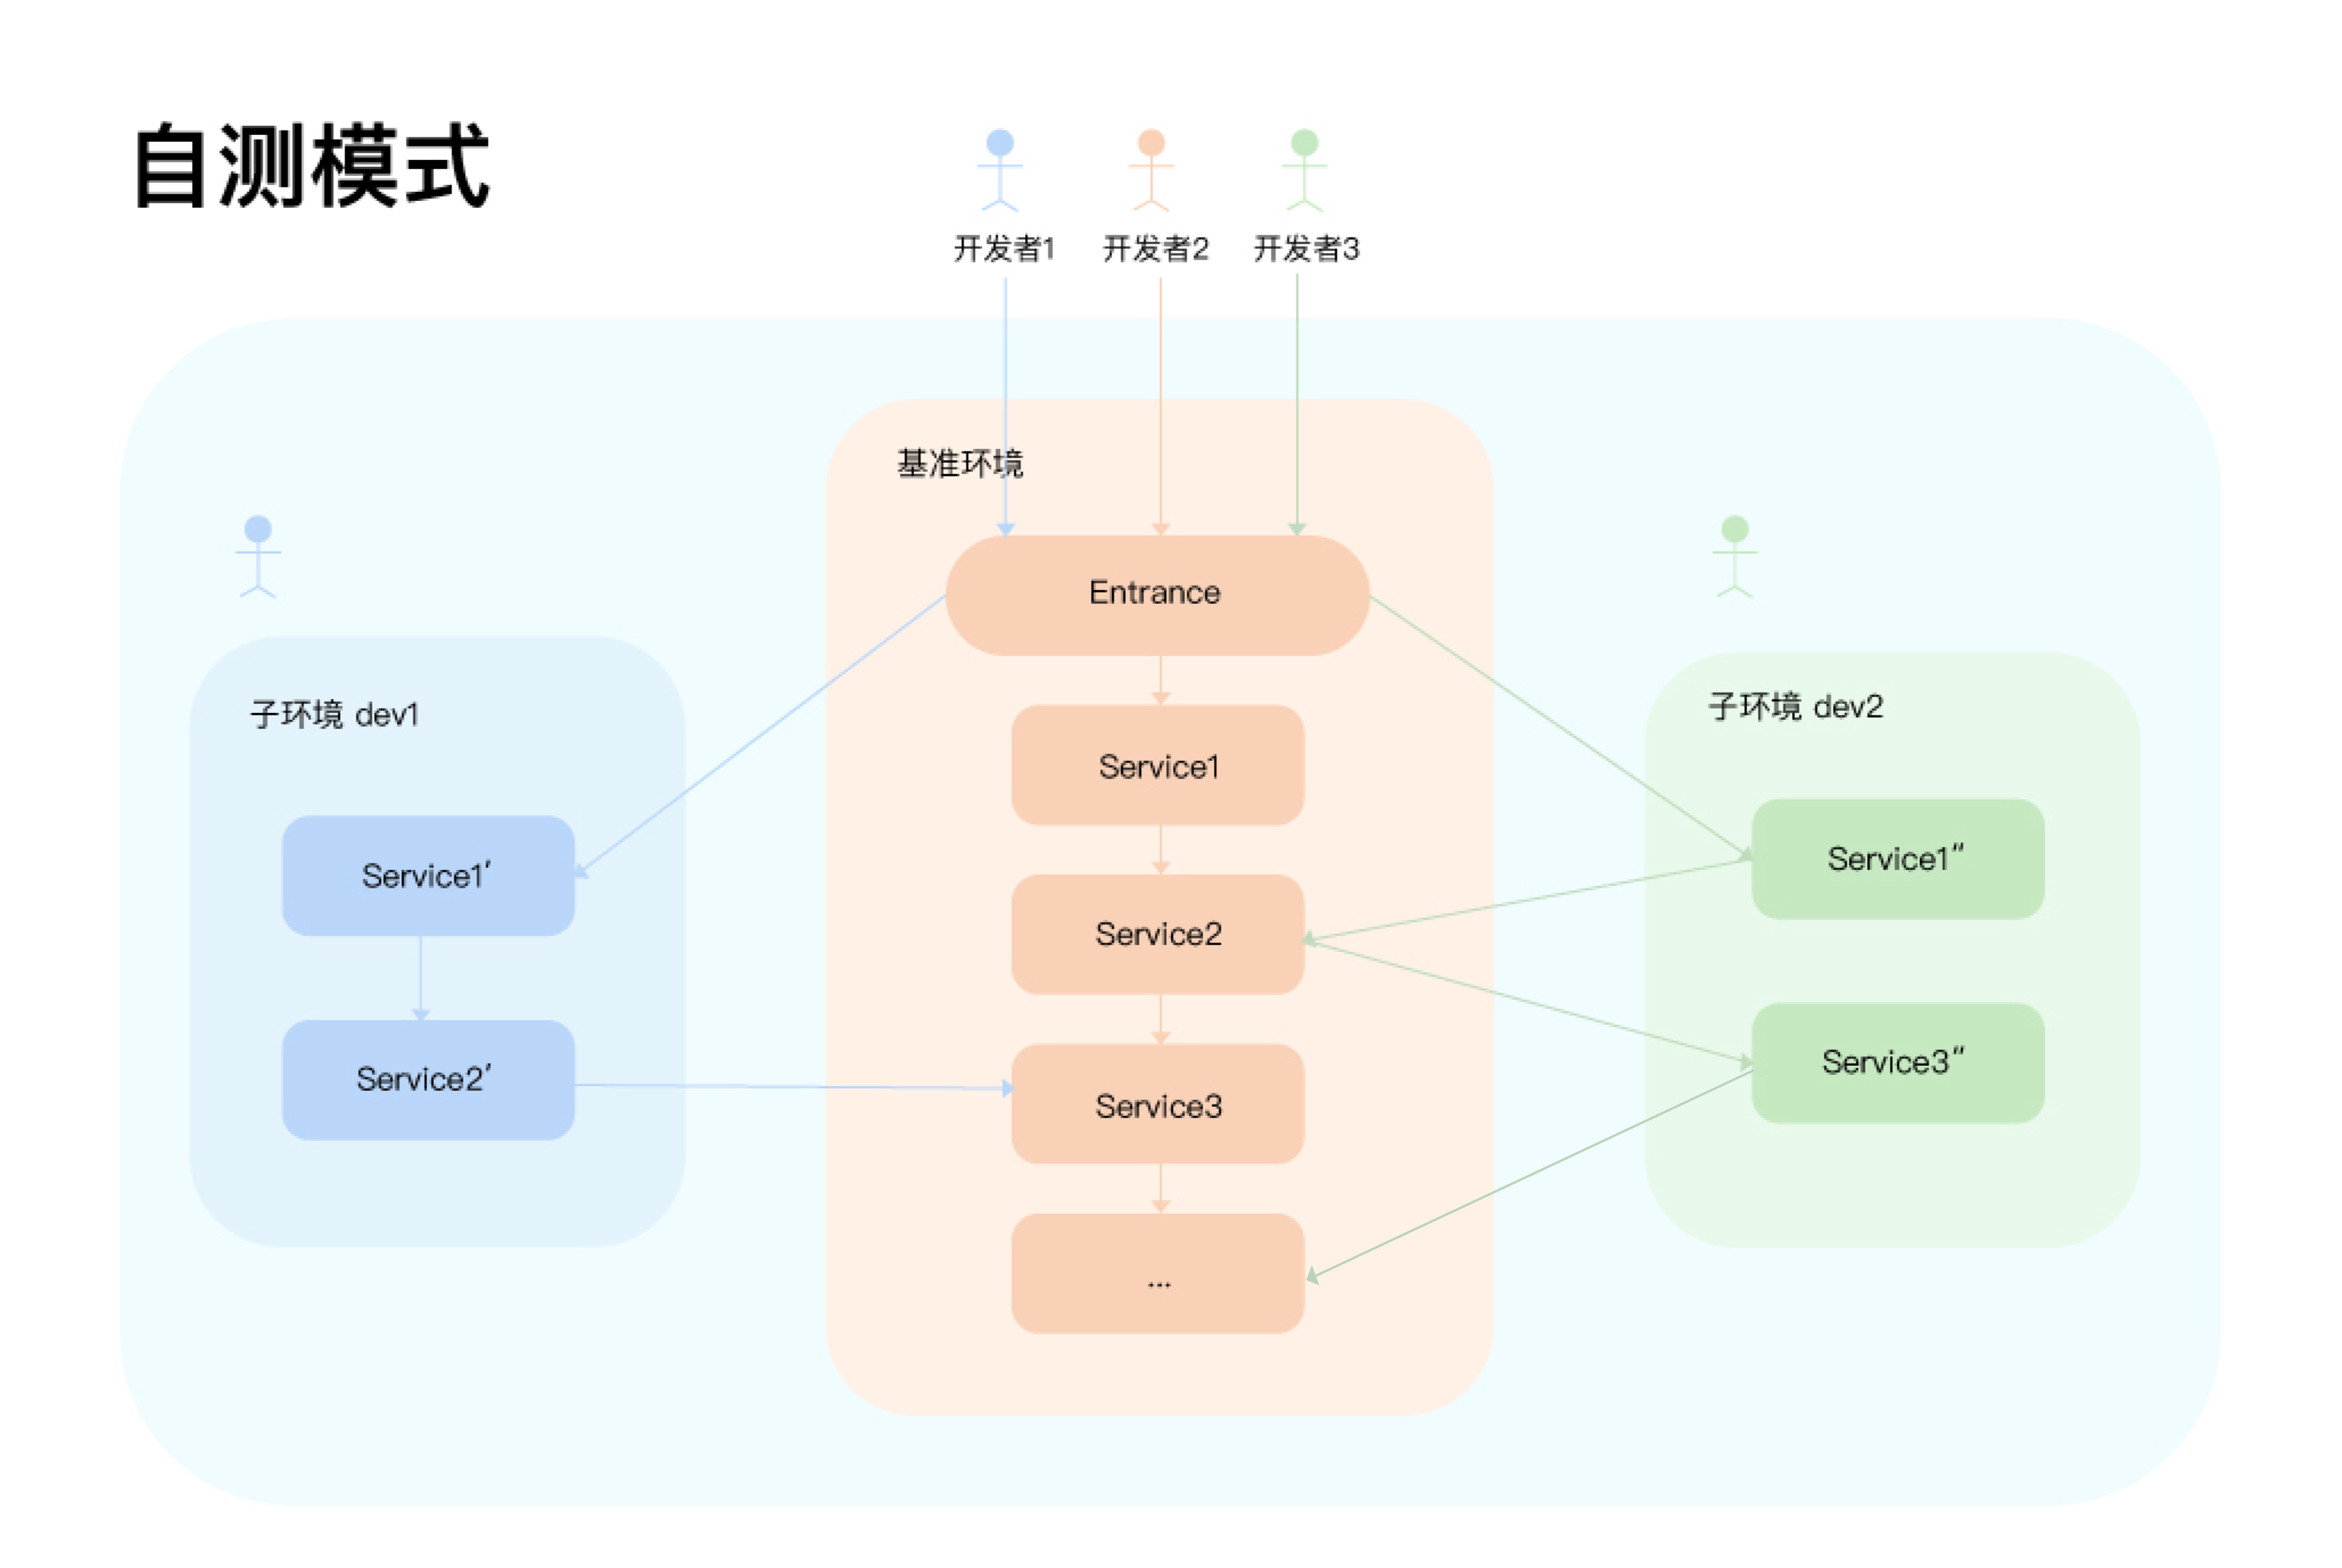 自测模式
开发者1
开发者2
开发者3
基准环境
Entrance
子环境 dev1
子环境 dev2
Service1
Service1′
Service1″
Service2
Service2′
Service3
Service3″
...